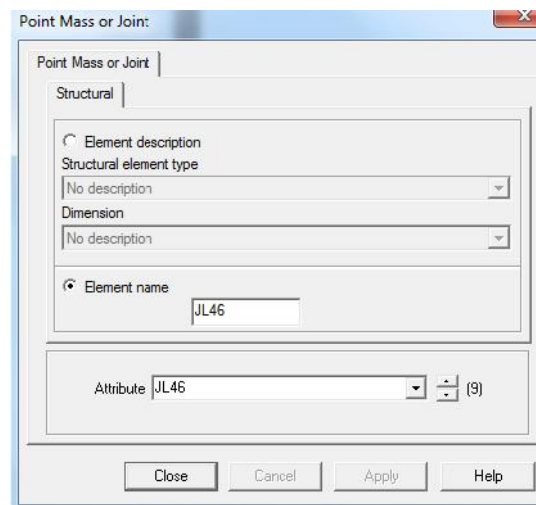 Point Mass or Joint
Point Mass or Joint
Structural
Element description
Structural element type
No description
Dimension
No description
Element name
JL46
Attribute JL46 (9)
Close Cancel Apply Help